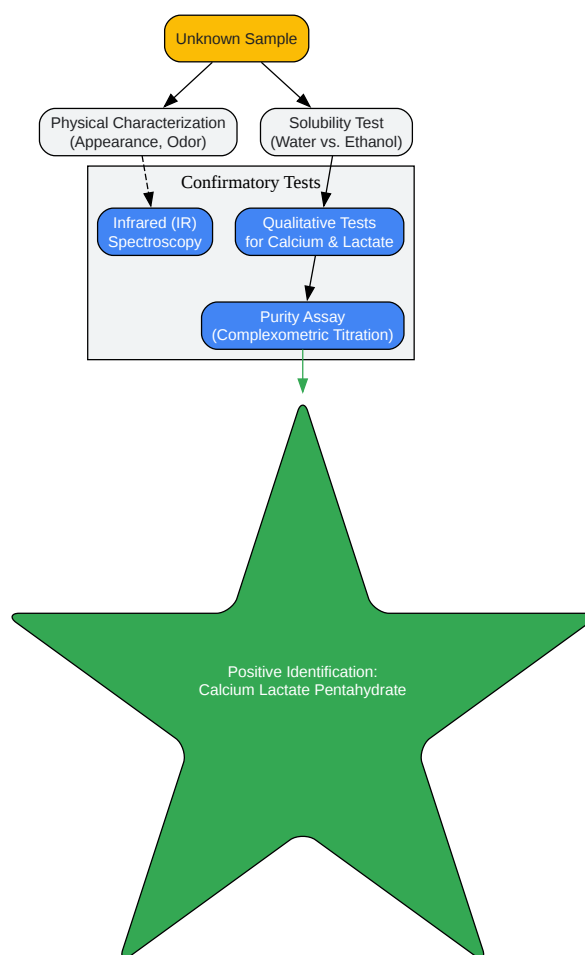 Unknown Sample
Physical Characterization
(Appearance, Odor)
Solubility Test
(Water vs. Ethanol)
Confirmatory Tests
Infrared (IR)
Spectroscopy
Qualitative Tests
for Calcium & Lactate
Purity Assay
(Complexometric Titration)
Positive Identification:
Calcium Lactate Pentahydrate